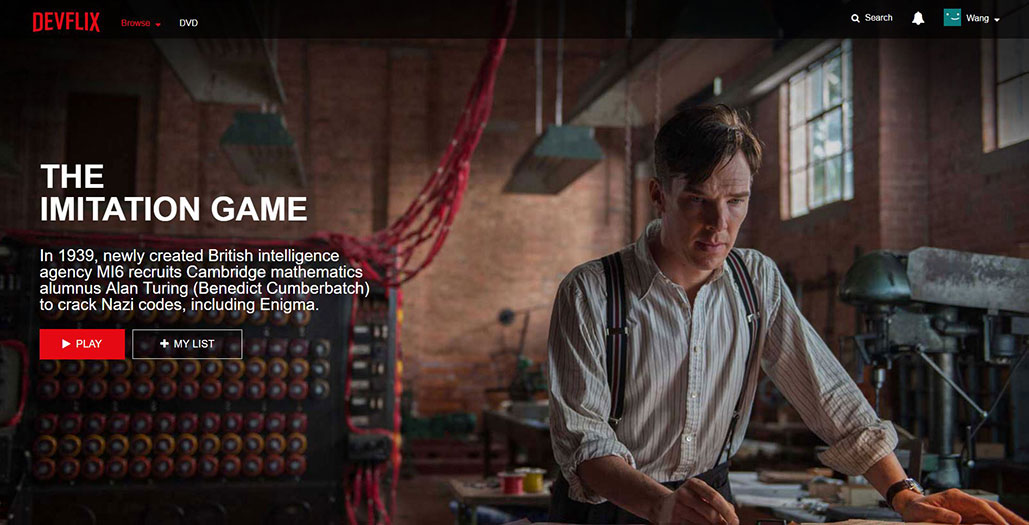 DEVFLIX
Browse
DVD
Search
Wang
THE
IMITATION GAME
In 1939, newly created British intelligence
agency MI6 recruits Cambridge mathematics
alumnus Alan Turing (Benedict Cumberbatch)
to crack Nazi codes, including Enigma.
PLAY
MY LIST